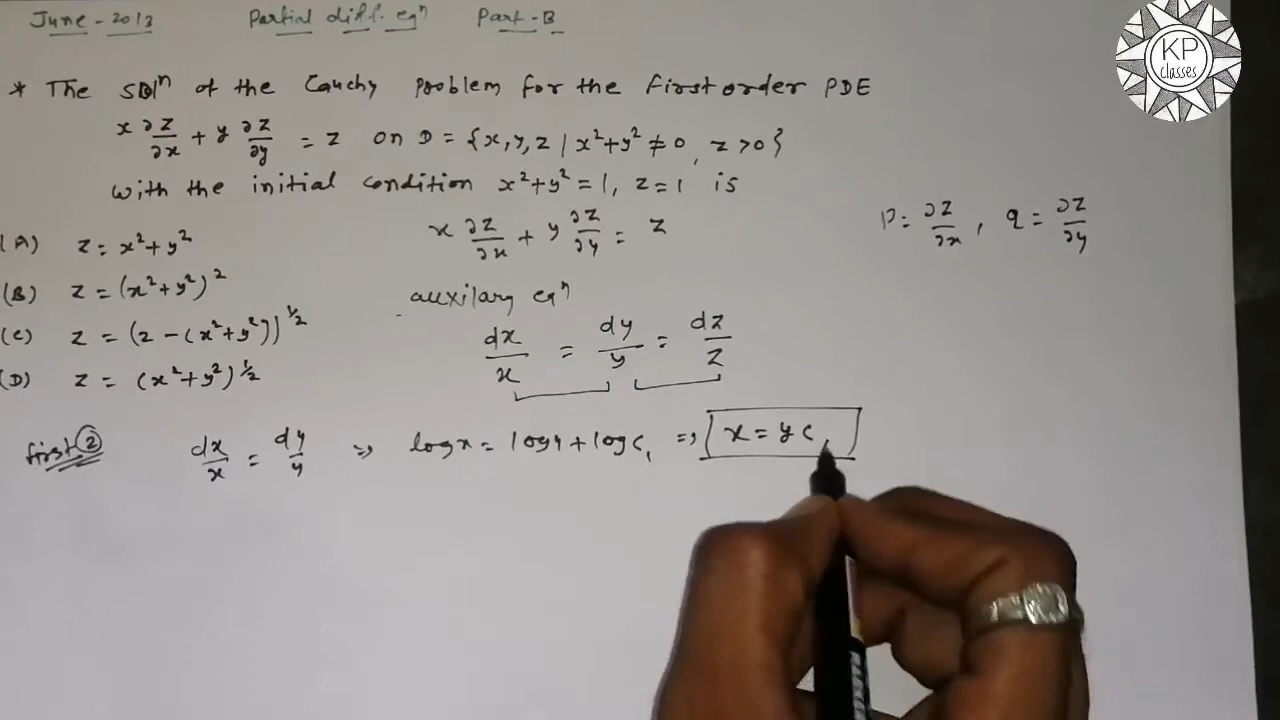 June - 2013 Partial diff. eqⁿ Part-B
KP classes
* The solⁿ of the Cauchy Problem for the first order PDE
x ∂z/∂x + y ∂z/∂y = z on D = {x, y, z | x²+y² ≠ 0, z > 0}
with the initial condition x²+y² = 1, z = 1 is
(A) z = x²+y²
(B) z = (x²+y²)²
(C) z = (2 - (x²+y²))^½
(D) z = (x²+y²)^½
x ∂z/∂x + y ∂z/∂y = z
P = ∂z/∂x , q = ∂z/∂y
auxilary eqⁿ
dx/x = dy/y = dz/z
first ② dx/x = dy/y => log x = log y + log c₁ => x = y c₁